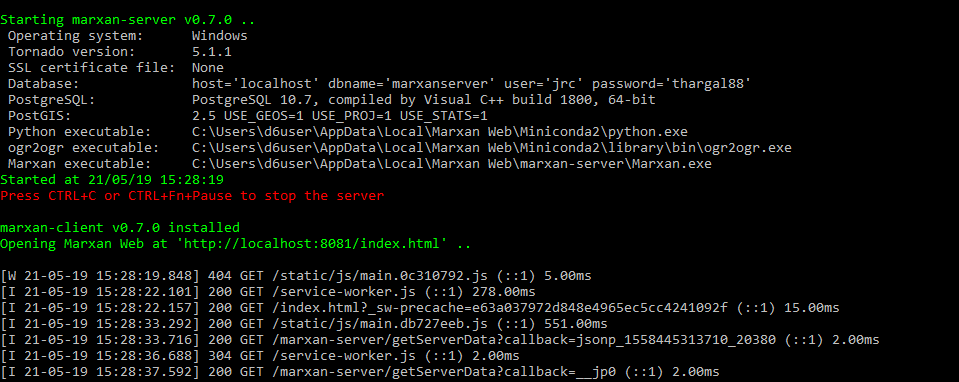 Starting marxan-server v0.7.0 ..
Operating system: Windows
Tornado version: 5.1.1
SSL certificate file: None
Database: host='localhost' dbname='marxanserver' user='jrc' password='thargal88'
PostgreSQL: PostgreSQL 10.7, compiled by Visual C++ build 1800, 64-bit
PostGIS: 2.5 USE_GEOS=1 USE_PROJ=1 USE_STATS=1
Python executable: C:\Users\d6user\AppData\Local\Marxan Web\Miniconda2\python.exe
ogr2ogr executable: C:\Users\d6user\AppData\Local\Marxan Web\Miniconda2\library\bin\ogr2ogr.exe
Marxan executable: C:\Users\d6user\AppData\Local\Marxan Web\marxan-server\Marxan.exe
Started at 21/05/19 15:28:19
Press CTRL+C or CTRL+Fn+Pause to stop the server
marxan-client v0.7.0 installed
Opening Marxan Web at 'http://localhost:8081/index.html' ..
[W 21-05-19 15:28:19.848] 404 GET /static/js/main.0c310792.js (::1) 5.00ms
[I 21-05-19 15:28:22.101] 200 GET /service-worker.js (::1) 278.00ms
[I 21-05-19 15:28:22.157] 200 GET /index.html?_sw-precache=e63a037972d848e4965ec5cc4241092f (::1) 15.00ms
[I 21-05-19 15:28:33.292] 200 GET /static/js/main.db727eeb.js (::1) 551.00ms
[I 21-05-19 15:28:33.716] 200 GET /marxan-server/getServerData?callback=jsonp_1558445313710_20380 (::1) 2.00ms
[I 21-05-19 15:28:36.688] 304 GET /service-worker.js (::1) 2.00ms
[I 21-05-19 15:28:37.592] 200 GET /marxan-server/getServerData?callback=__jp0 (::1) 2.00ms